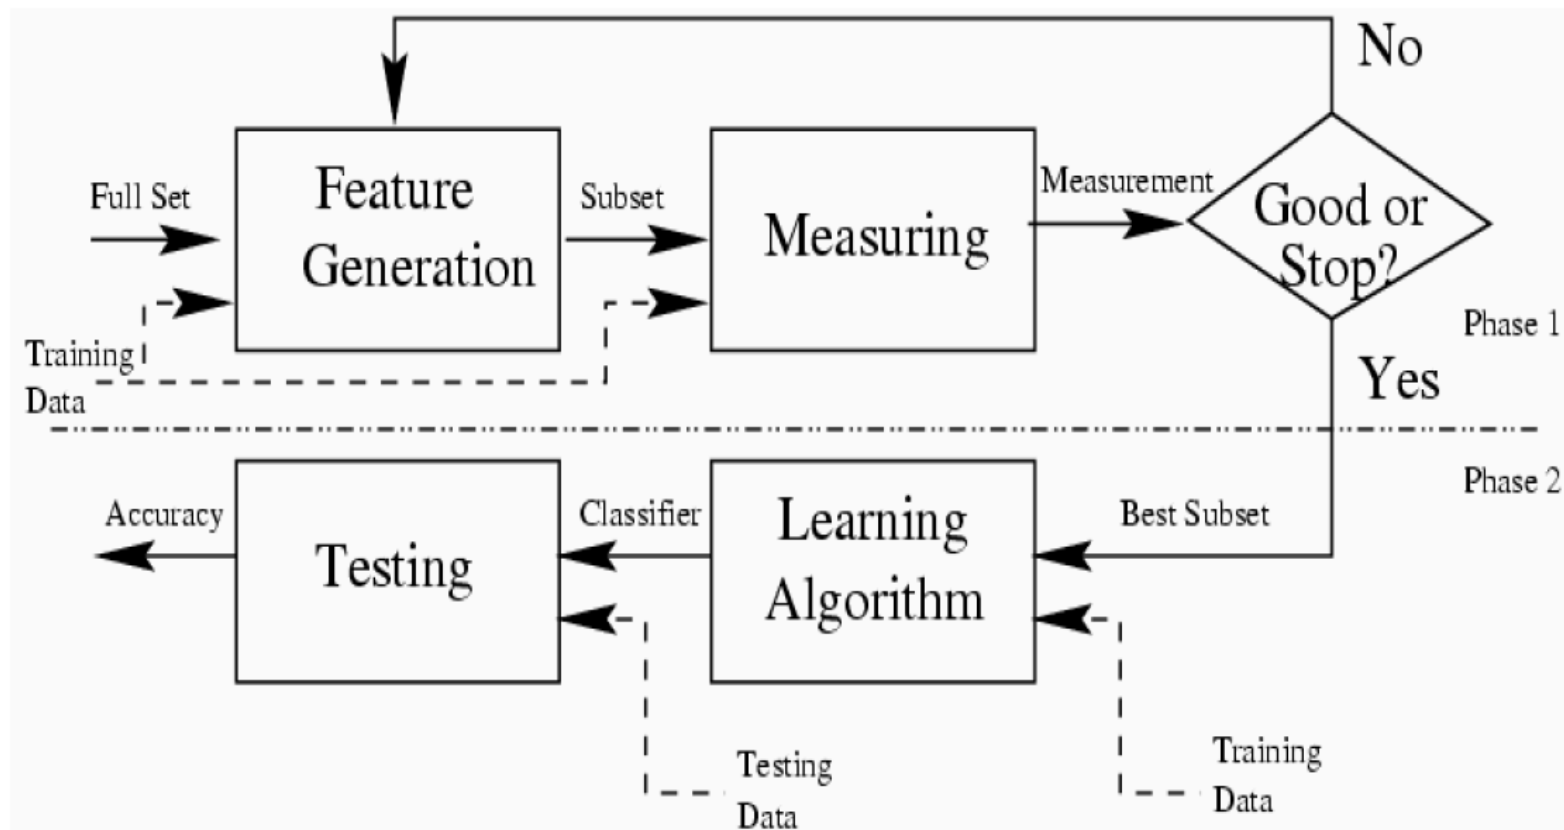 No
Feature
Generation
Full Set
Subset
Measuring
Measurement
Good or
Stop?
Phase 1
Training
Data
Yes
Phase 2
Accuracy
Testing
Classifier
Learning
Algorithm
Best Subset
Testing
Data
Training
Data